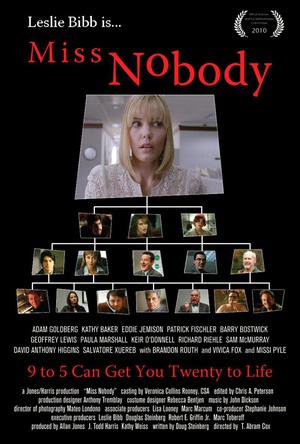 Leslie Bibb is...
Miss
Nobody
2010
ADAM GOLDBERG KATHY BAKER EDDIE JEMISON PATRICK FISCHLER BARRY BOSTWICK
GEOFFREY LEWIS PAULA MARSHALL KEIR O'DONNELL RICHARD RIEHLE SAM McMURRAY
DAVID ANTHONY HIGGINS SALVATORE XUEREB with BRANDON ROUTH and VIVICA FOX and MISSI PYLE
9 to 5 Can Get You Twenty to Life
a Jones/Harris production "Miss Nobody" casting by Veronica Collins Rooney, CSA edited by Chris A. Peterson
production designer Anthony Tremblay costume designer Rebecca Bentjen music by John Dickson
director of photography Mateo Londono associate producers Lisa Looney Marc Marcum co-producer Stephanie Johnson
executive producers Leslie Bibb Douglas Steinberg Robert E. Griffin Jr. Marc Toberoff
produced by Allan Jones J. Todd Harris Kathy Weiss written by Doug Steinberg directed by T. Abram Cox